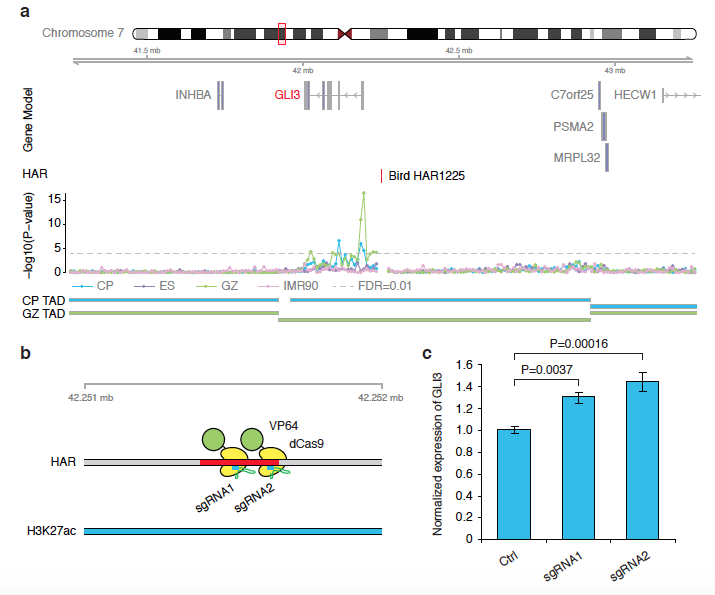 a
Chromosome 7
41.5 mb
42.5 mb
42 mb
43 mb
Gene Model
INHBA
GLI3
C7orf25
HECW1
PSMA2
MRPL32
HAR
Bird HAR1225
−log10(P-value)
15
10
5
0
CP
ES
GZ
IMR90
FDR=0.01
CP TAD
GZ TAD
b
42.251 mb
42.252 mb
VP64
dCas9
HAR
sgRNA1
sgRNA2
H3K27ac
c
P=0.00016
P=0.0037
Normalized expression of GLI3
1.6
1.4
1.2
1.0
0.8
0.6
0.4
0.2
0
Ctrl
sgRNA1
sgRNA2